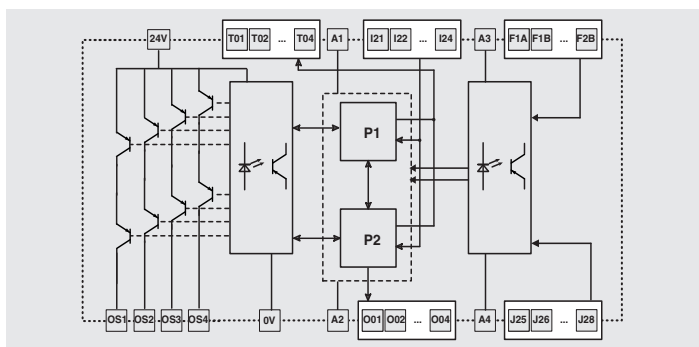 24V T01 T02 ... T04 A1 I21 I22 ... I24 A3 F1A F1B ... F2B
P1
P2
OS1 OS2 OS3 OS4 0V A2 O01 O02 ... O04 A4 J25 J26 ... J28